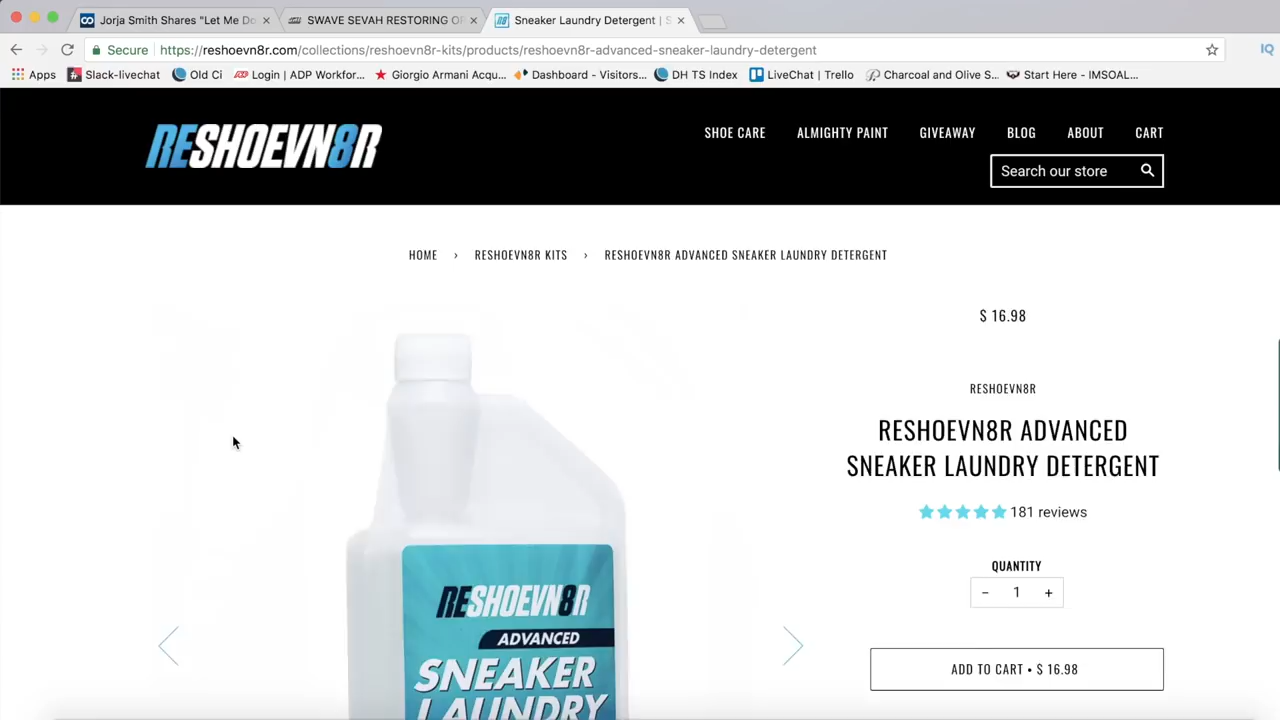 Jorja Smith Shares "Let Me Do
SWAVE SEVAH RESTORING OF
Sneaker Laundry Detergent | S
Secure
https://reshoevn8r.com/collections/reshoevn8r-kits/products/reshoevn8r-advanced-sneaker-laundry-detergent
IQ
Apps
Slack-livechat
Old Ci
Login | ADP Workfor...
Giorgio Armani Acqu...
Dashboard - Visitors...
DH TS Index
LiveChat | Trello
Charcoal and Olive S...
Start Here - IMSOAL...
RESHOEVN8R
SHOE CARE
ALMIGHTY PAINT
GIVEAWAY
BLOG
ABOUT
CART
Search our store
HOME › RESHOEVN8R KITS › RESHOEVN8R ADVANCED SNEAKER LAUNDRY DETERGENT
$ 16.98
RESHOEVN8R
RESHOEVN8R ADVANCED
SNEAKER LAUNDRY DETERGENT
181 reviews
QUANTITY
− 1 +
ADD TO CART • $ 16.98
RESHOEVN8R
ADVANCED
SNEAKER
LAUNDRY